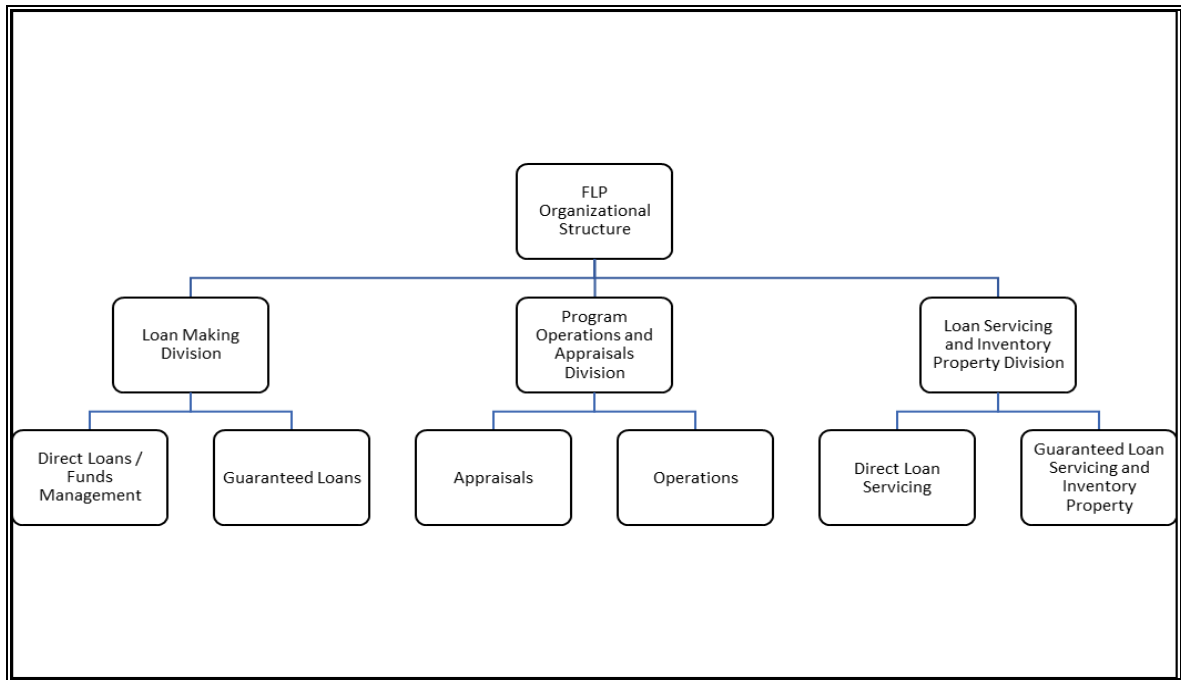 FLP
Organizational
Structure
Loan Making
Division
Program
Operations and
Appraisals
Division
Loan Servicing
and Inventory
Property Division
Direct Loans /
Funds
Management
Guaranteed Loans
Appraisals
Operations
Direct Loan
Servicing
Guaranteed Loan
Servicing and
Inventory
Property